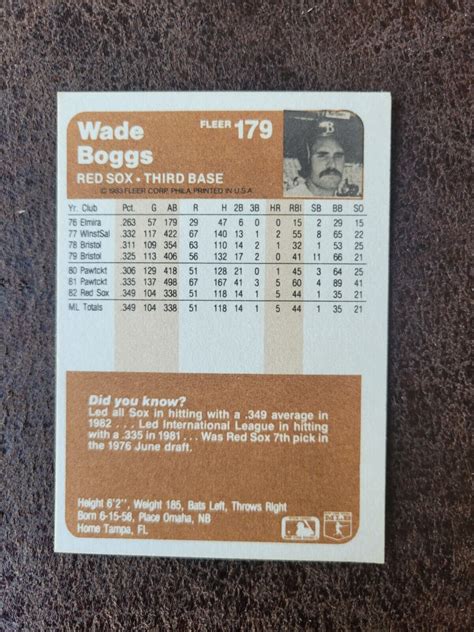 Wade
Boggs
FLEER 179
RED SOX • THIRD BASE
© 1983 FLEER CORP. PHILA. PRINTED IN U.S.A.
Yr. Club Pct. G AB R H 2B 3B HR RBI SB BB SO
76 Elmira .263 57 179 29 47 6 0 0 15 2 29 15
77 WinstSal .332 117 422 67 140 13 1 2 55 8 65 22
78 Bristol .311 109 354 63 110 14 2 1 32 1 53 25
79 Bristol .325 113 406 56 132 17 2 0 41 11 66 21
80 Pawtckt .306 129 418 51 128 21 0 1 45 3 64 25
81 Pawtckt .335 137 498 67 167 41 3 5 60 4 89 41
82 Red Sox .349 104 338 51 118 14 1 5 44 1 35 21
ML Totals .349 104 338 51 118 14 1 5 44 1 35 21
Did you know?
Led all Sox in hitting with a .349 average in
1982 . . . Led International League in hitting
with a .335 in 1981 . . . Was Red Sox 7th pick in
the 1976 June draft.
Height 6'2", Weight 185, Bats Left, Throws Right
Born 6-15-58, Place Omaha, NB
Home Tampa, Fl.